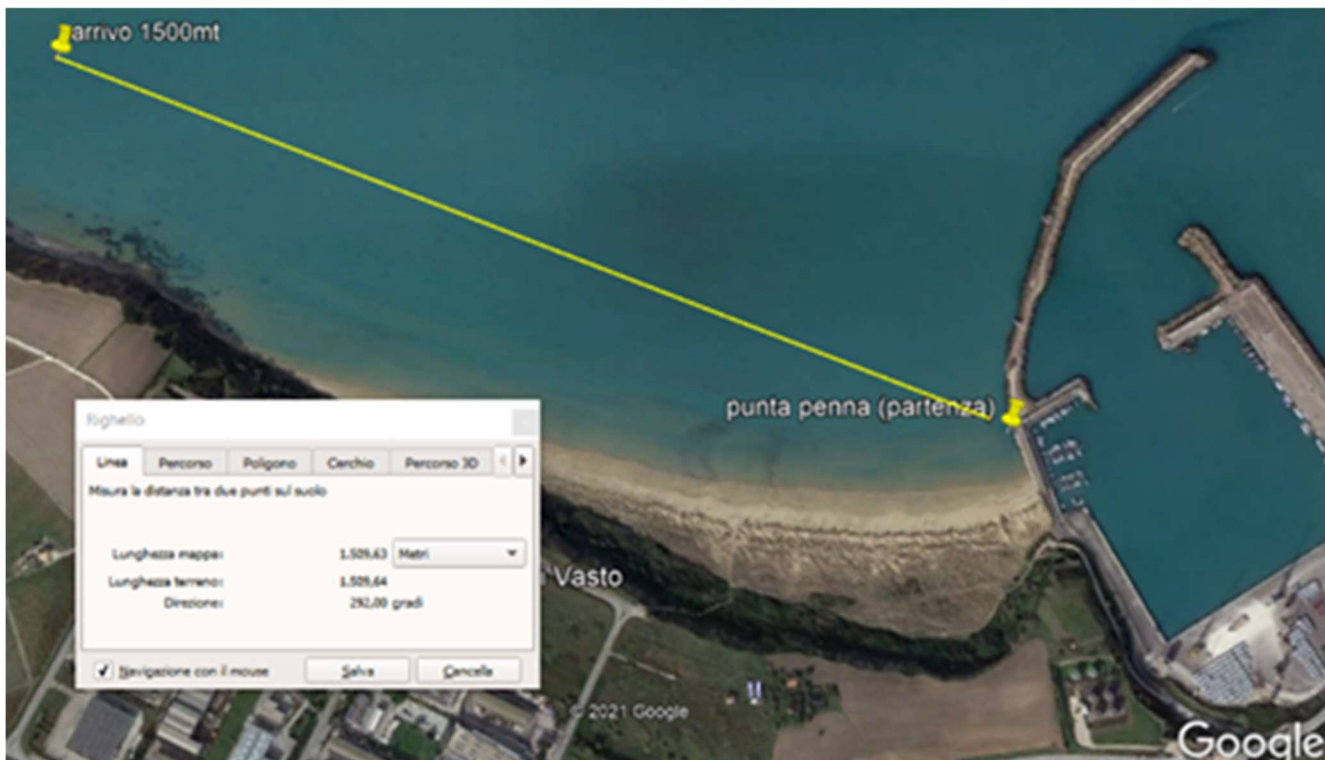 arrivo 1500mt
punta penna (partenza)
Righello
Linea Percorso Poligono Cerchio Percorso 3D
Misura la distanza tra due punti sul suolo
Lunghezza mappa: 1.509,63 Metri
Lunghezza terreno: 1.509,64
Direzione: 292,00 gradi
Vasto
Navigazione con il mouse Salva Cancella
© 2021 Google
Google